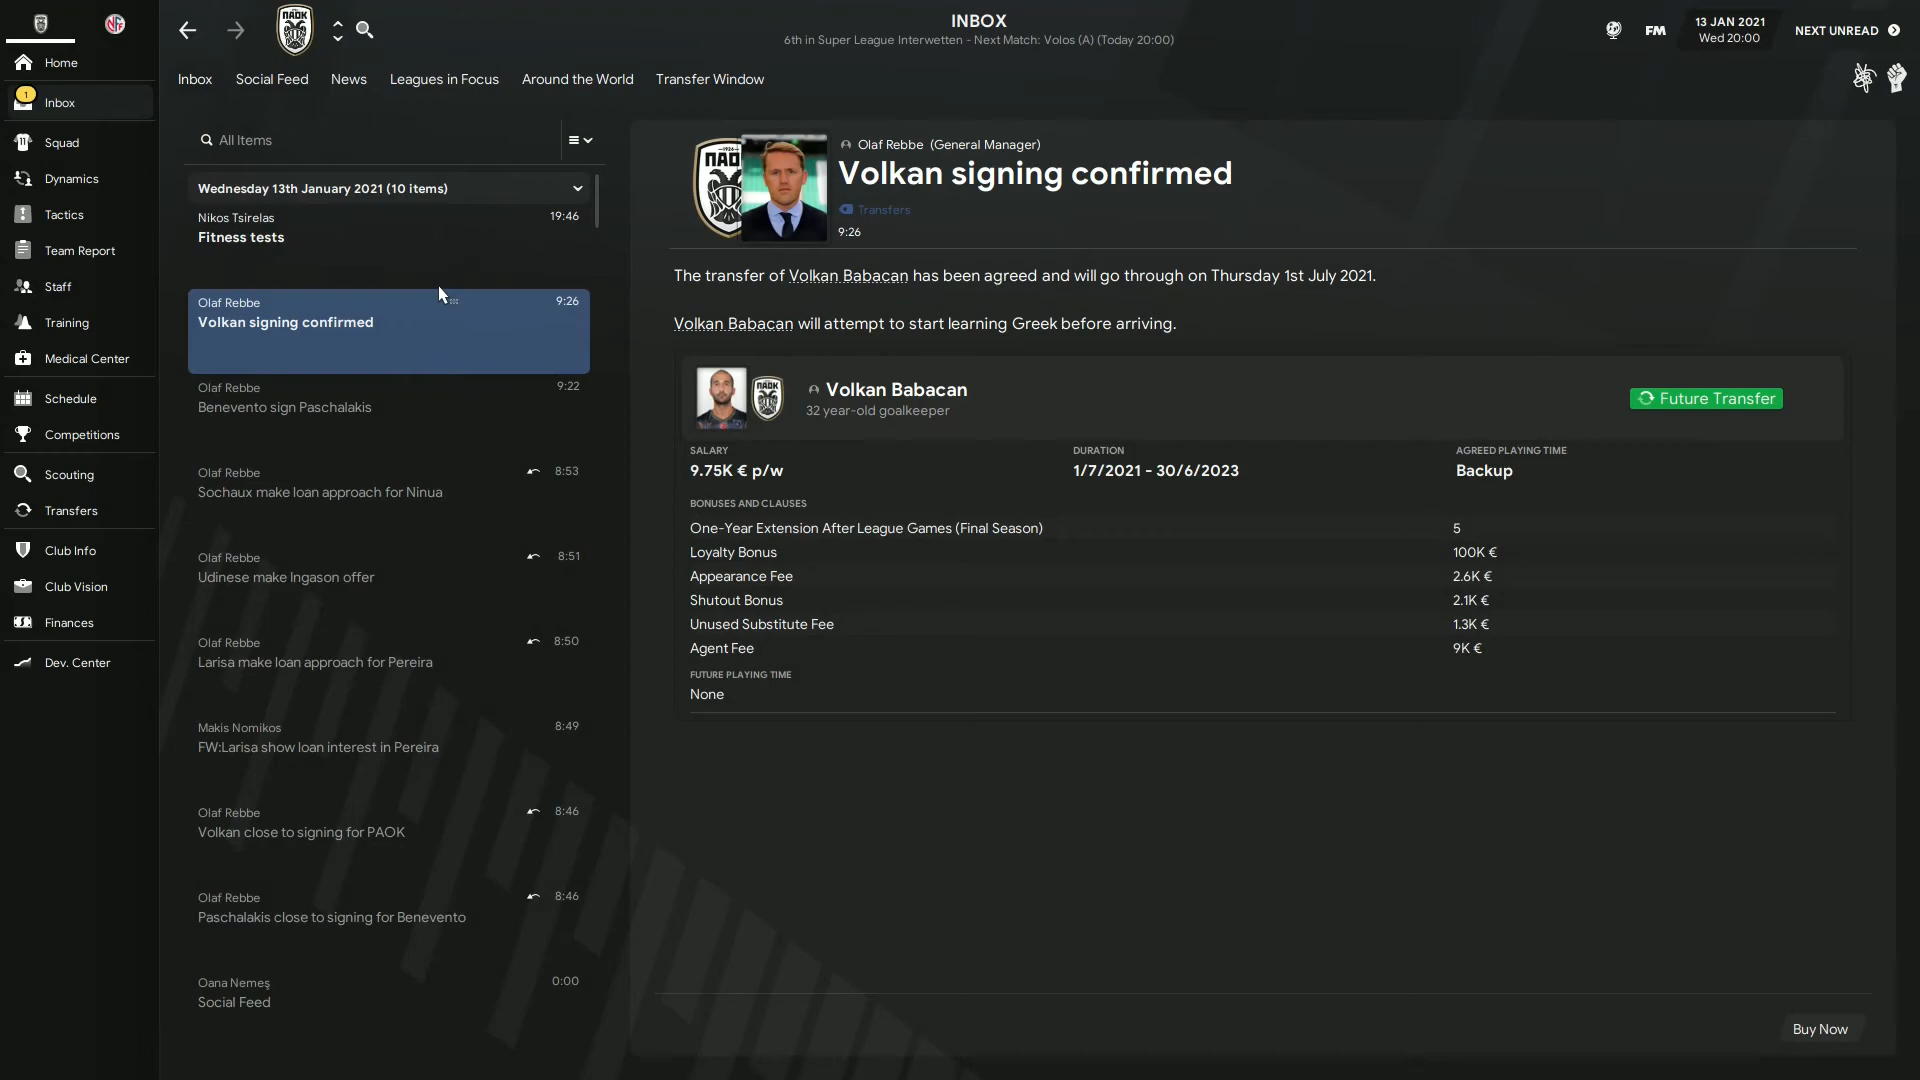 INBOX
6th in Super League Interwetten - Next Match: Volos (A) (Today 20:00)
FM
13 JAN 2021
Wed 20:00
NEXT UNREAD
Inbox
Social Feed
News
Leagues in Focus
Around the World
Transfer Window
Home
1
Inbox
11
Squad
Dynamics
Tactics
Team Report
Staff
Training
Medical Center
Schedule
Competitions
Scouting
Transfers
Club Info
Club Vision
Finances
Dev. Center
All Items
Wednesday 13th January 2021 (10 items)
Nikos Tsirelas 19:46
Fitness tests
Olaf Rebbe 9:26
Volkan signing confirmed
Olaf Rebbe 9:22
Benevento sign Paschalakis
Olaf Rebbe 8:53
Sochaux make loan approach for Ninua
Olaf Rebbe 8:51
Udinese make Ingason offer
Olaf Rebbe 8:50
Larisa make loan approach for Pereira
Makis Nomikos 8:49
FW:Larisa show loan interest in Pereira
Olaf Rebbe 8:46
Volkan close to signing for PAOK
Olaf Rebbe 8:46
Paschalakis close to signing for Benevento
Oana Nemeş 0:00
Social Feed
Olaf Rebbe (General Manager)
Volkan signing confirmed
Transfers
9:26
The transfer of Volkan Babacan has been agreed and will go through on Thursday 1st July 2021.
Volkan Babacan will attempt to start learning Greek before arriving.
Volkan Babacan
32 year-old goalkeeper
Future Transfer
SALARY
9.75K € p/w
DURATION
1/7/2021 - 30/6/2023
AGREED PLAYING TIME
Backup
BONUSES AND CLAUSES
One-Year Extension After League Games (Final Season) 5
Loyalty Bonus 100K €
Appearance Fee 2.6K €
Shutout Bonus 2.1K €
Unused Substitute Fee 1.3K €
Agent Fee 9K €
FUTURE PLAYING TIME
None
Buy Now